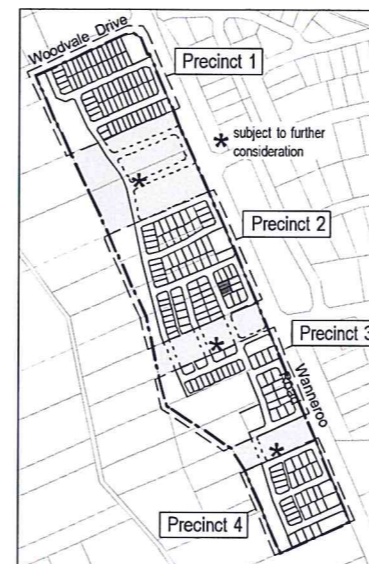 Woodvale Drive
Precinct 1
* subject to further
consideration
*
Precinct 2
Precinct 3
Wanneroo
Road
*
*
Precinct 4